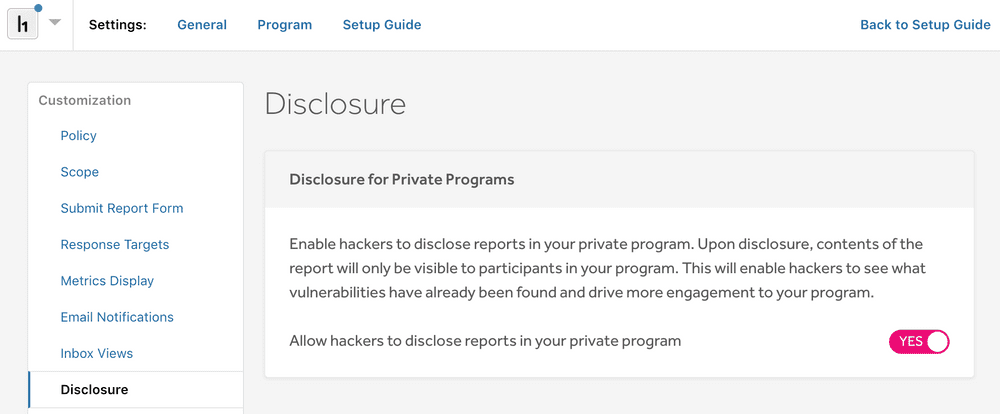 h1 Settings: General Program Setup Guide Back to Setup Guide
Customization
Policy
Scope
Submit Report Form
Response Targets
Metrics Display
Email Notifications
Inbox Views
Disclosure
Disclosure
Disclosure for Private Programs
Enable hackers to disclose reports in your private program. Upon disclosure, contents of the
report will only be visible to participants in your program. This will enable hackers to see what
vulnerabilities have already been found and drive more engagement to your program.
Allow hackers to disclose reports in your private program YES